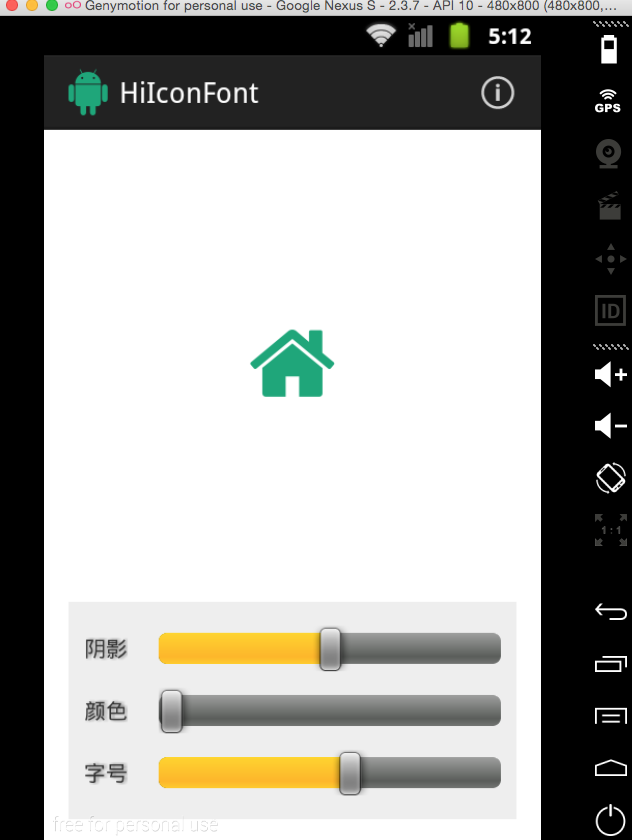 Genymotion for personal use - Google Nexus S - 2.3.7 - API 10 - 480x800 (480x800,...
5:12
HiIconFont
GPS
ID
1:1
阴影
颜色
字号
free for personal use